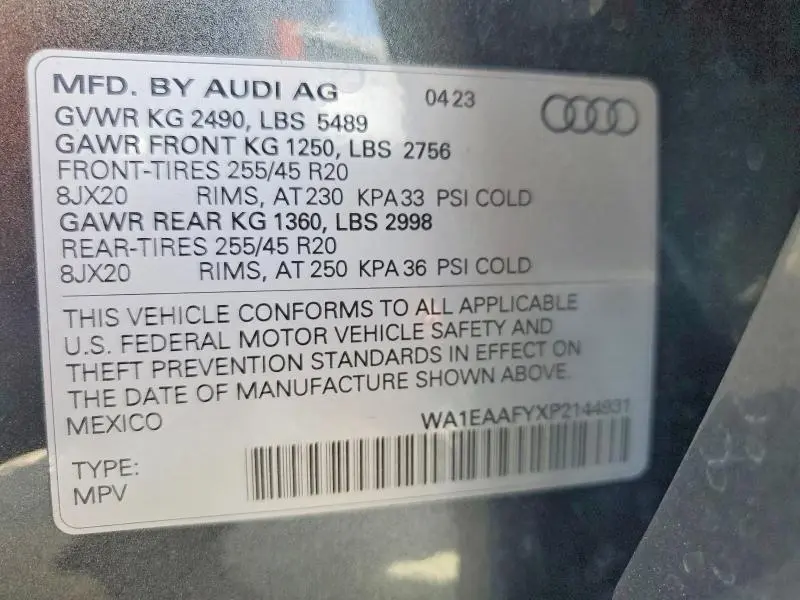 MFD. BY AUDI AG 04 23
GVWR KG 2490, LBS 5489
GAWR FRONT KG 1250, LBS 2756
FRONT-TIRES 255/45 R20
8JX20 RIMS, AT 230 KPA 33 PSI COLD
GAWR REAR KG 1360, LBS 2998
REAR-TIRES 255/45 R20
8JX20 RIMS, AT 250 KPA 36 PSI COLD
THIS VEHICLE CONFORMS TO ALL APPLICABLE
U.S. FEDERAL MOTOR VEHICLE SAFETY AND
THEFT PREVENTION STANDARDS IN EFFECT ON
THE DATE OF MANUFACTURE SHOWN ABOVE.
MEXICO WA1EAAFYXP2144831
TYPE:
MPV